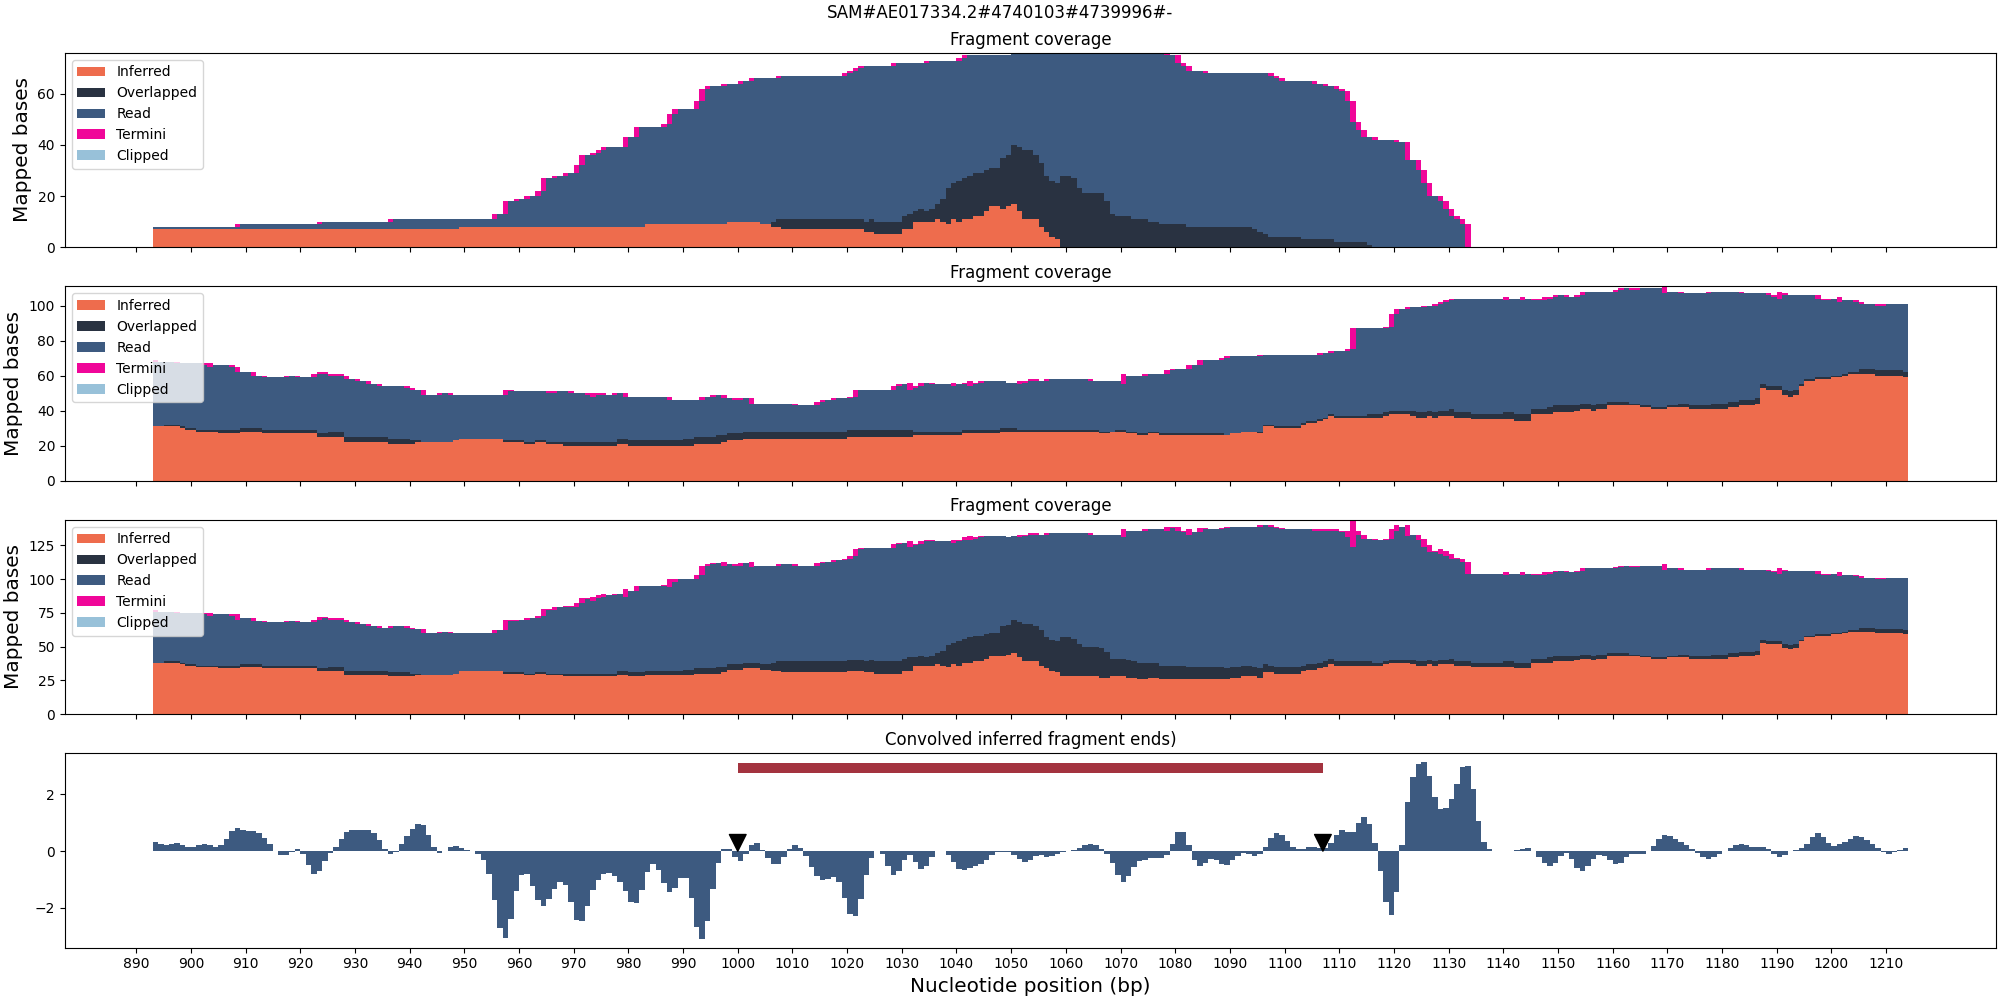 SAM#AE017334.2#4740103#4739996#-
Fragment coverage
Mapped bases
60
40
20
0
Inferred
Overlapped
Read
Termini
Clipped
Fragment coverage
Mapped bases
100
80
60
40
20
0
Inferred
Overlapped
Read
Termini
Clipped
Fragment coverage
Mapped bases
125
100
75
50
25
0
Inferred
Overlapped
Read
Termini
Clipped
Convolved inferred fragment ends)
2
0
−2
890 900 910 920 930 940 950 960 970 980 990 1000 1010 1020 1030 1040 1050 1060 1070 1080 1090 1100 1110 1120 1130 1140 1150 1160 1170 1180 1190 1200 1210
Nucleotide position (bp)